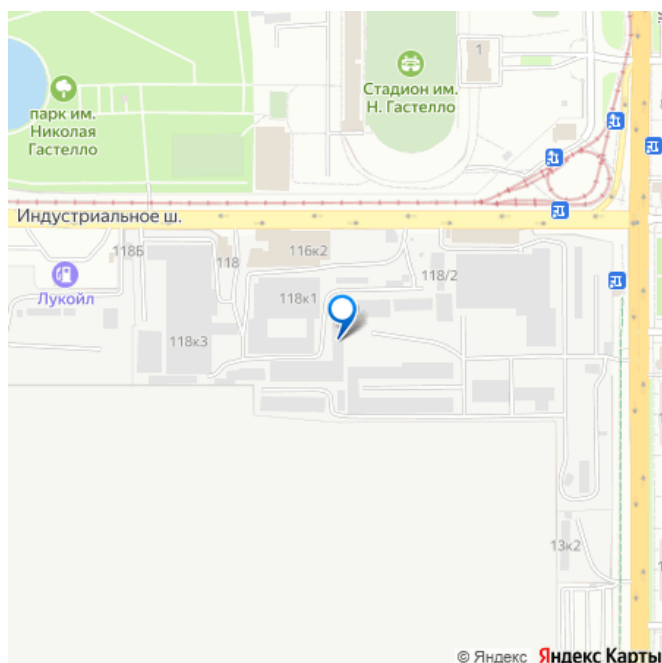 1
Стадион им.
Н. Гастелло
парк им.
Николая
Гастелло
Индустриальное ш.
118Б
118
116к2
118/2
Лукойл
118к1
118к3
13к2
© Яндекс Яндекс Карты